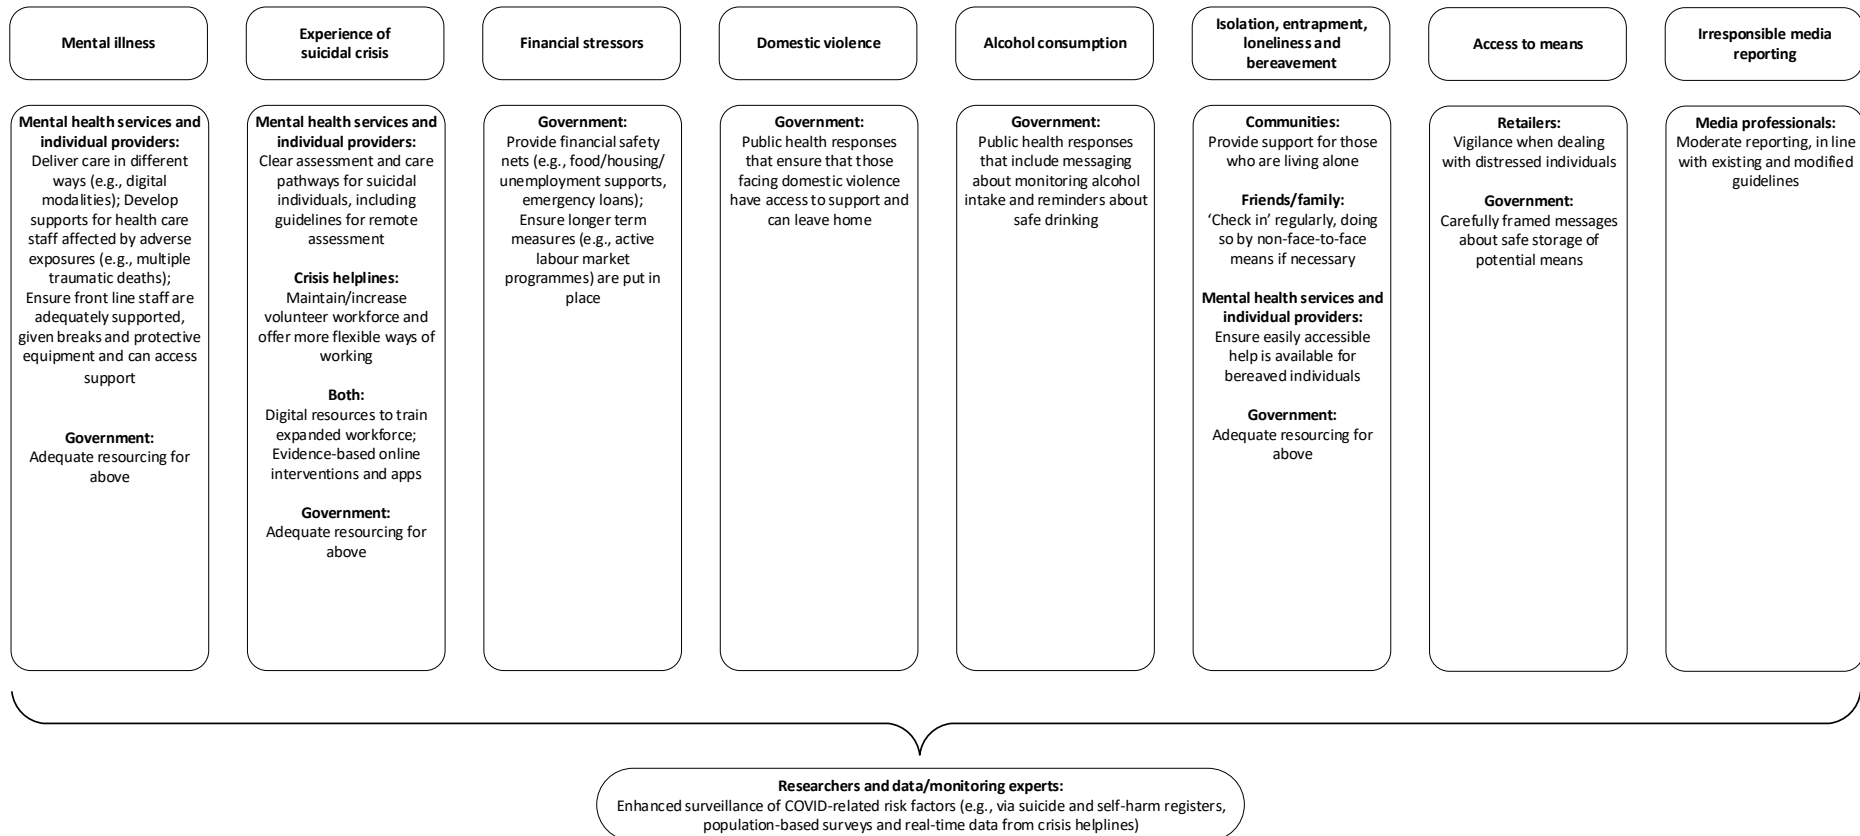 Mental illness
Experience of
suicidal crisis
Financial stressors
Domestic violence
Alcohol consumption
Isolation, entrapment,
loneliness and
bereavement
Access to means
Irresponsible media
reporting
Mental health services and
individual providers:
Deliver care in different
ways (e.g., digital
modalities); Develop
supports for health care
staff affected by adverse
exposures (e.g., multiple
traumatic deaths);
Ensure front line staff are
adequately supported,
given breaks and protective
equipment and can access
support
Government:
Adequate resourcing for
above
Mental health services and
individual providers:
Clear assessment and care
pathways for suicidal
individuals, including
guidelines for remote
assessment
Crisis helplines:
Maintain/increase
volunteer workforce and
offer more flexible ways of
working
Both:
Digital resources to train
expanded workforce;
Evidence-based online
interventions and apps
Government:
Adequate resourcing for
above
Government:
Provide financial safety
nets (e.g., food/housing/
unemployment supports,
emergency loans);
Ensure longer term
measures (e.g., active
labour market
programmes) are put in
place
Government:
Public health responses
that ensure that those
facing domestic violence
have access to support and
can leave home
Government:
Public health responses
that include messaging
about monitoring alcohol
intake and reminders about
safe drinking
Communities:
Provide support for those
who are living alone
Friends/family:
‘Check in’ regularly, doing
so by non-face-to-face
means if necessary
Mental health services and
individual providers:
Ensure easily accessible
help is available for
bereaved individuals
Government:
Adequate resourcing for
above
Retailers:
Vigilance when dealing
with distressed individuals
Government:
Carefully framed messages
about safe storage of
potential means
Media professionals:
Moderate reporting, in line
with existing and modified
guidelines
Researchers and data/monitoring experts:
Enhanced surveillance of COVID-related risk factors (e.g., via suicide and self-harm registers,
population-based surveys and real-time data from crisis helplines)